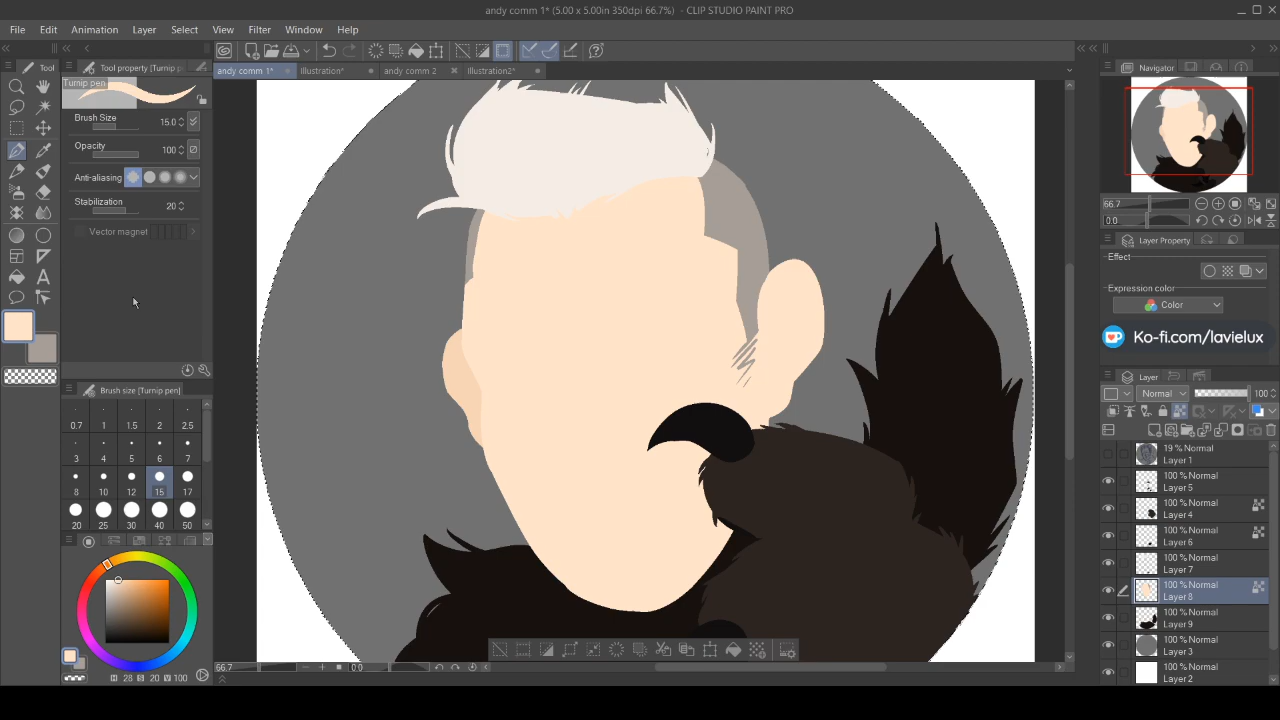 andy comm 1* (5.00 x 5.00in 350dpi 66.7%) - CLIP STUDIO PAINT PRO
File Edit Animation Layer Select View Filter Window Help
Tool
Tool property [Turnip p
andy comm 1* Illustration* andy comm 2 Illustration2*
Navigator
Turnip pen
Brush Size 15.0
Opacity 100
Anti-aliasing
Stabilization 20
Vector magnet
66.7
0.0
Layer Property
Effect
Expression color
Color
Ko-fi.com/lavielux
Layer
Normal 100
Brush size [Turnip pen]
0.7 1 1.5 2 2.5
3 4 5 6 7
8 10 12 15 17
20 25 30 40 50
19 % Normal
Layer 1
100 % Normal
Layer 5
100 % Normal
Layer 4
100 % Normal
Layer 6
100 % Normal
Layer 7
100 % Normal
Layer 8
100 % Normal
Layer 9
100 % Normal
Layer 3
100 % Normal
Layer 2
66.7 0.0
H 28 S 20 V 100